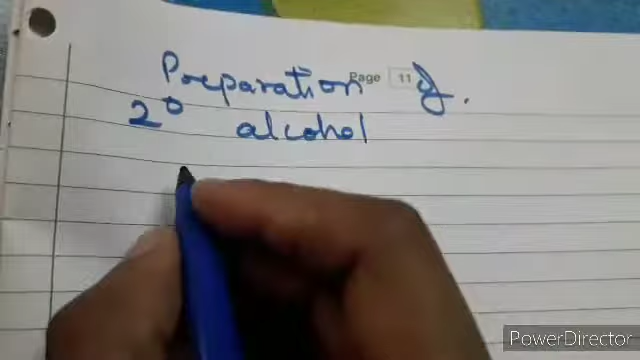 Preparation of.
Page 11
2° alcohol
PowerDirector